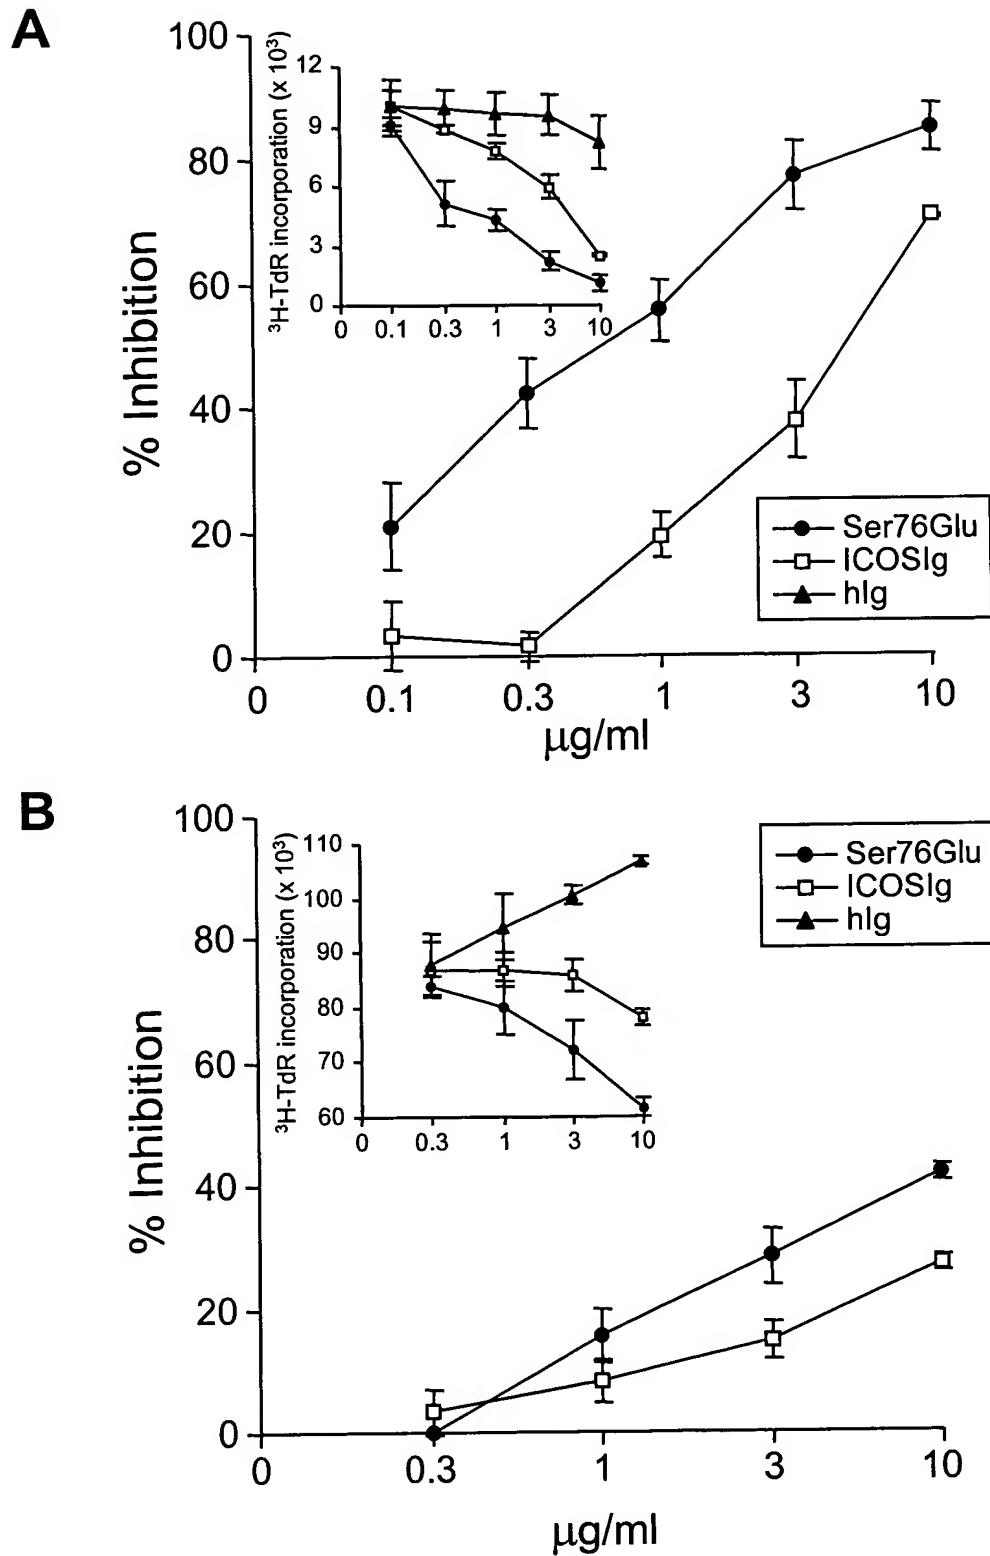 A
100
80
60
40
20
0
% Inhibition
0 0.1 0.3 1 3 10
µg/ml
³H-TdR incorporation (x 10³)
12
9
6
3
0
0 0.1 0.3 1 3 10
Ser76Glu
ICOSIg
hIg
B
100
80
60
40
20
0
% Inhibition
0 0.3 1 3 10
µg/ml
³H-TdR incorporation (x 10³)
110
100
90
80
70
60
0 0.3 1 3 10
Ser76Glu
ICOSIg
hIg